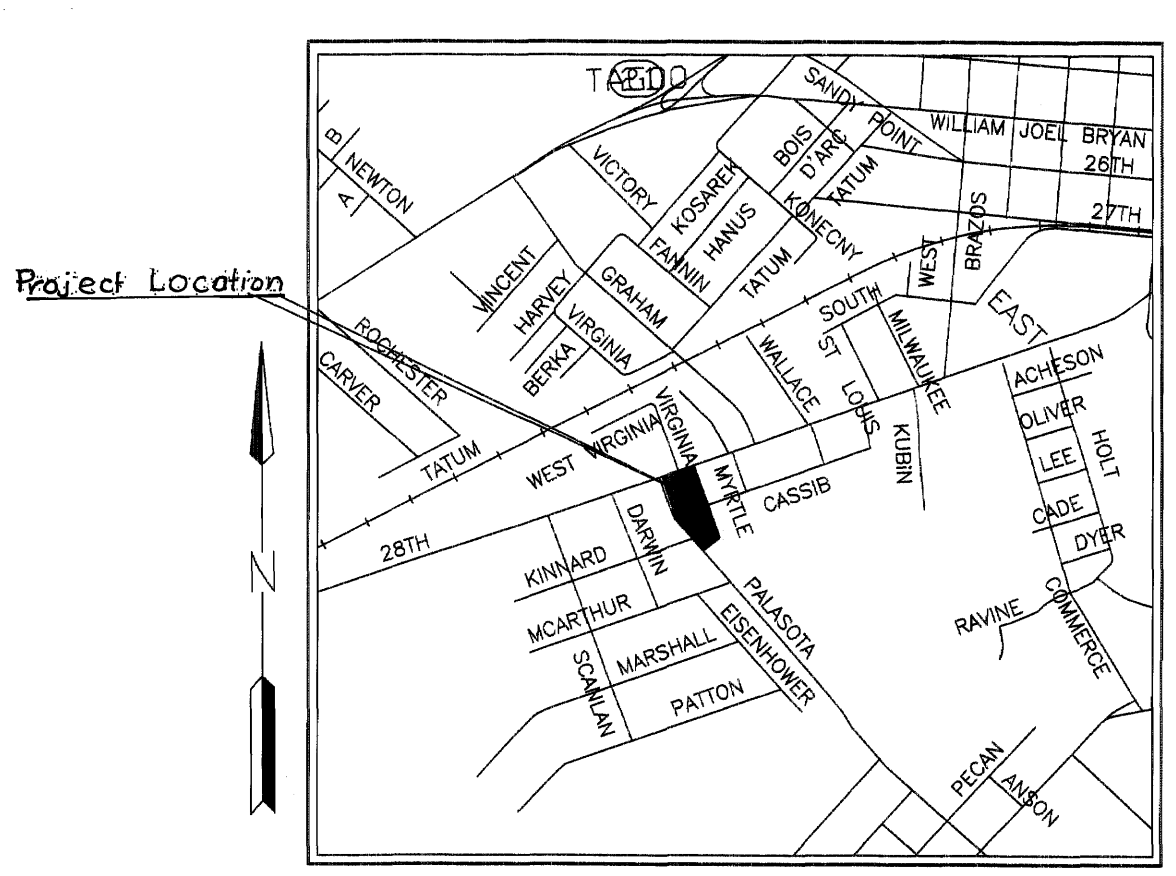 SANDY POINT
WILLIAM JOEL BRYAN
26TH
27TH
B
NEWTON
A
VICTORY
BOIS D'ARC
TATUM
KOSAREK
HANUS
KONECNY
FANNIN
TATUM
WEST
BRAZOS
Project Location
VINCENT
HARVEY
GRAHAM
VIRGINIA
BERKA
SOUTH
EAST
ROCHESTER
CARVER
WALLACE
ST LOUIS
MILWAUKEE
ACHESON
OLIVER
HOLT
LEE
CADE
DYER
KUBIN
TATUM
WEST VIRGINIA
VIRGINIA
MYRTLE
CASSIB
28TH
DARWIN
KINNARD
MCARTHUR
N
PALASOTA
EISENHOWER
RAVINE
COMMERCE
MARSHALL
SCANLAN
PATTON
PECAN
ANSON